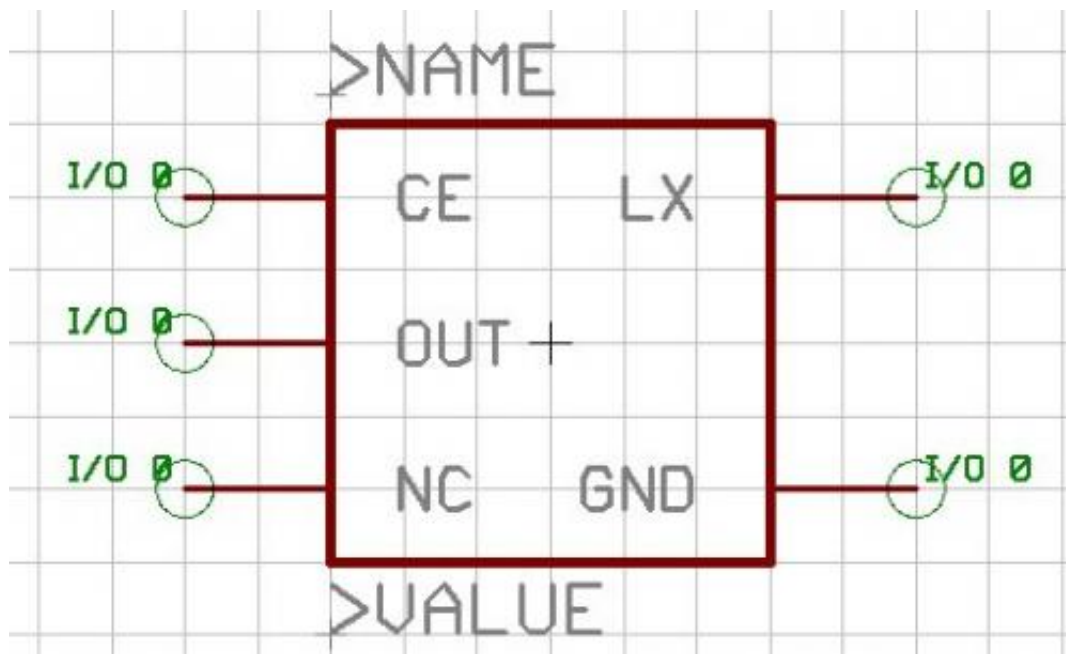 >NAME
I/O 0 CE LX I/O 0
I/O 0 OUT
I/O 0 NC GND I/O 0
>VALUE